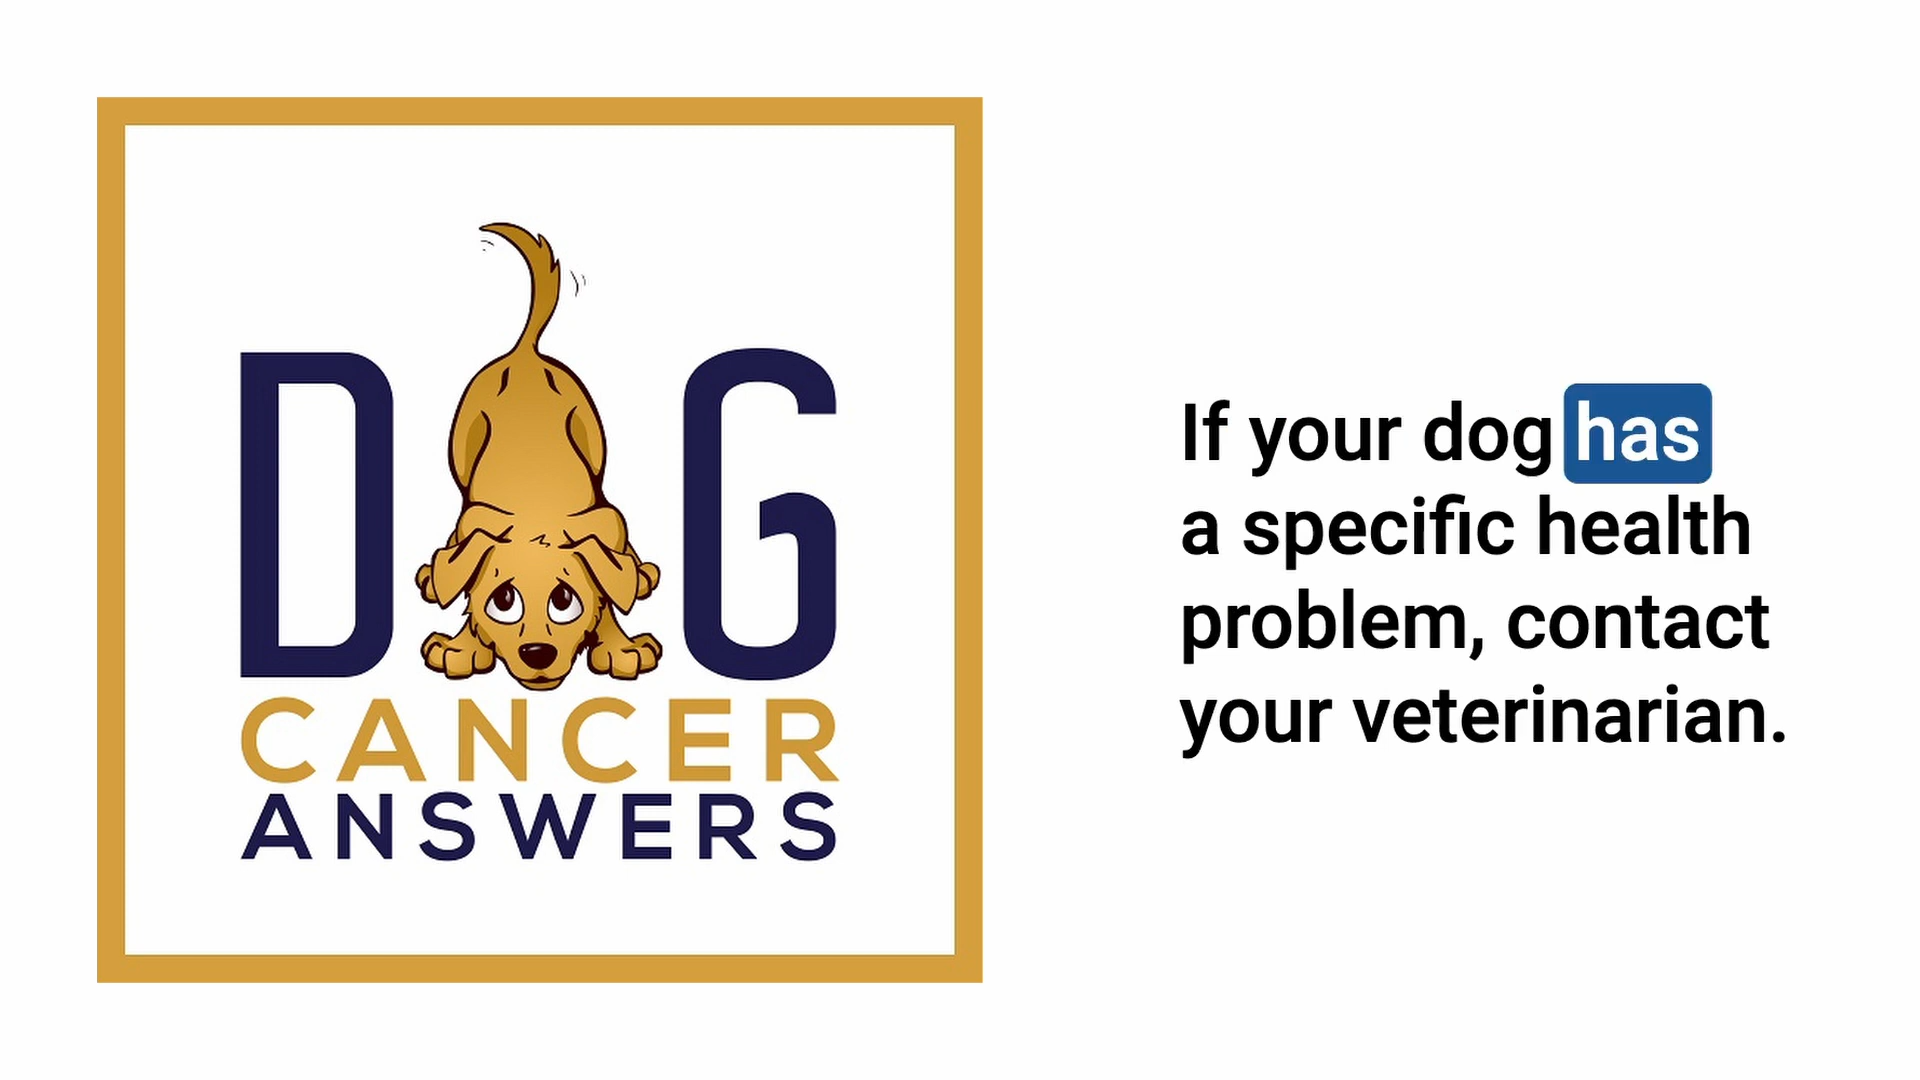 DOG
CANCER
ANSWERS
If your dog has
a specific health
problem, contact
your veterinarian.